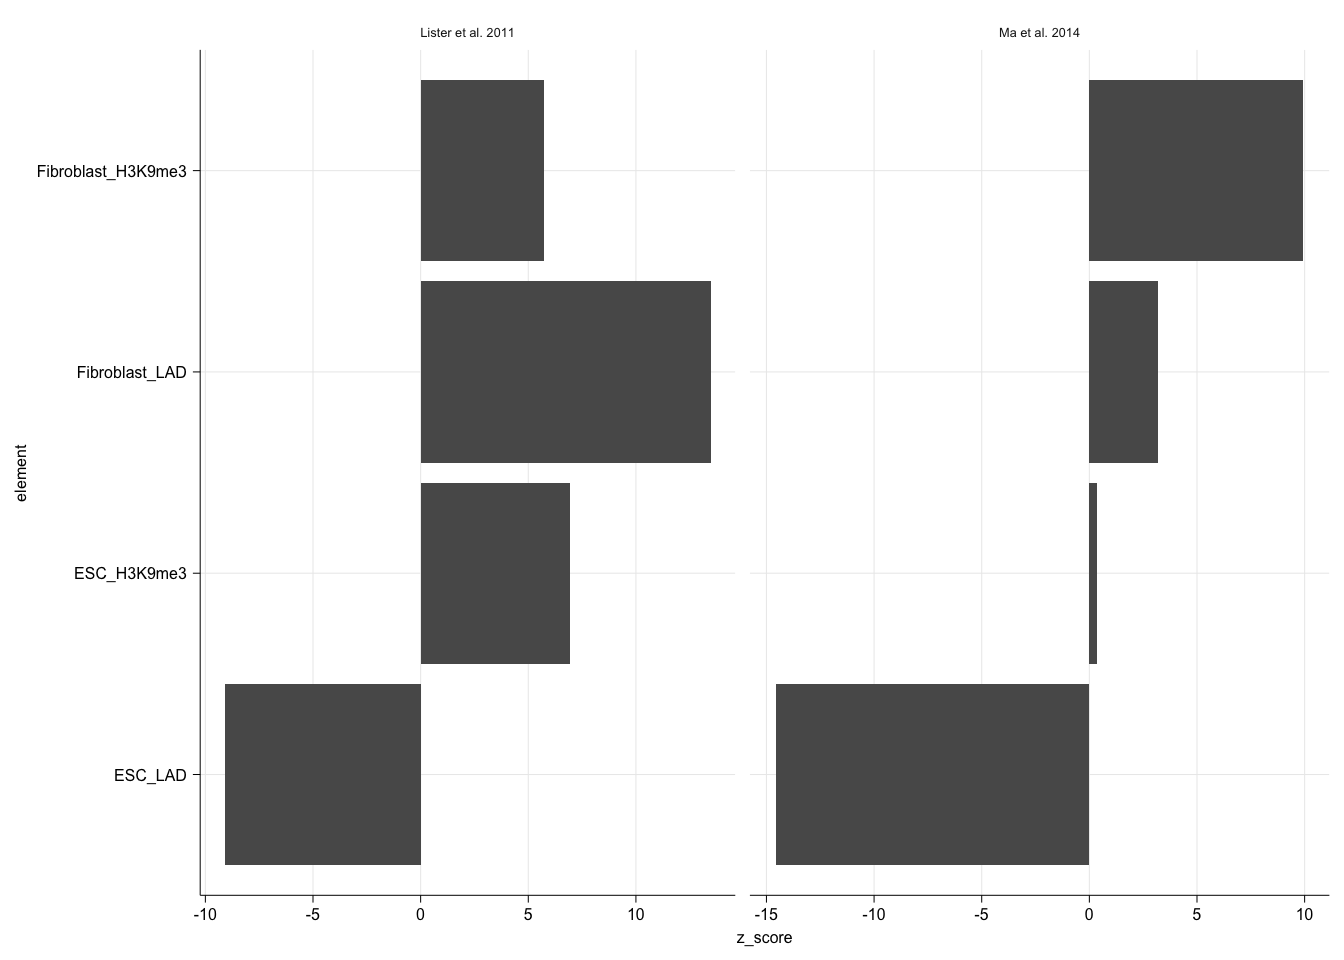 Lister et al. 2011
Ma et al. 2014
Fibroblast_H3K9me3
Fibroblast_LAD
ESC_H3K9me3
ESC_LAD
element
-10 -5 0 5 10
-15 -10 -5 0 5 10
z_score